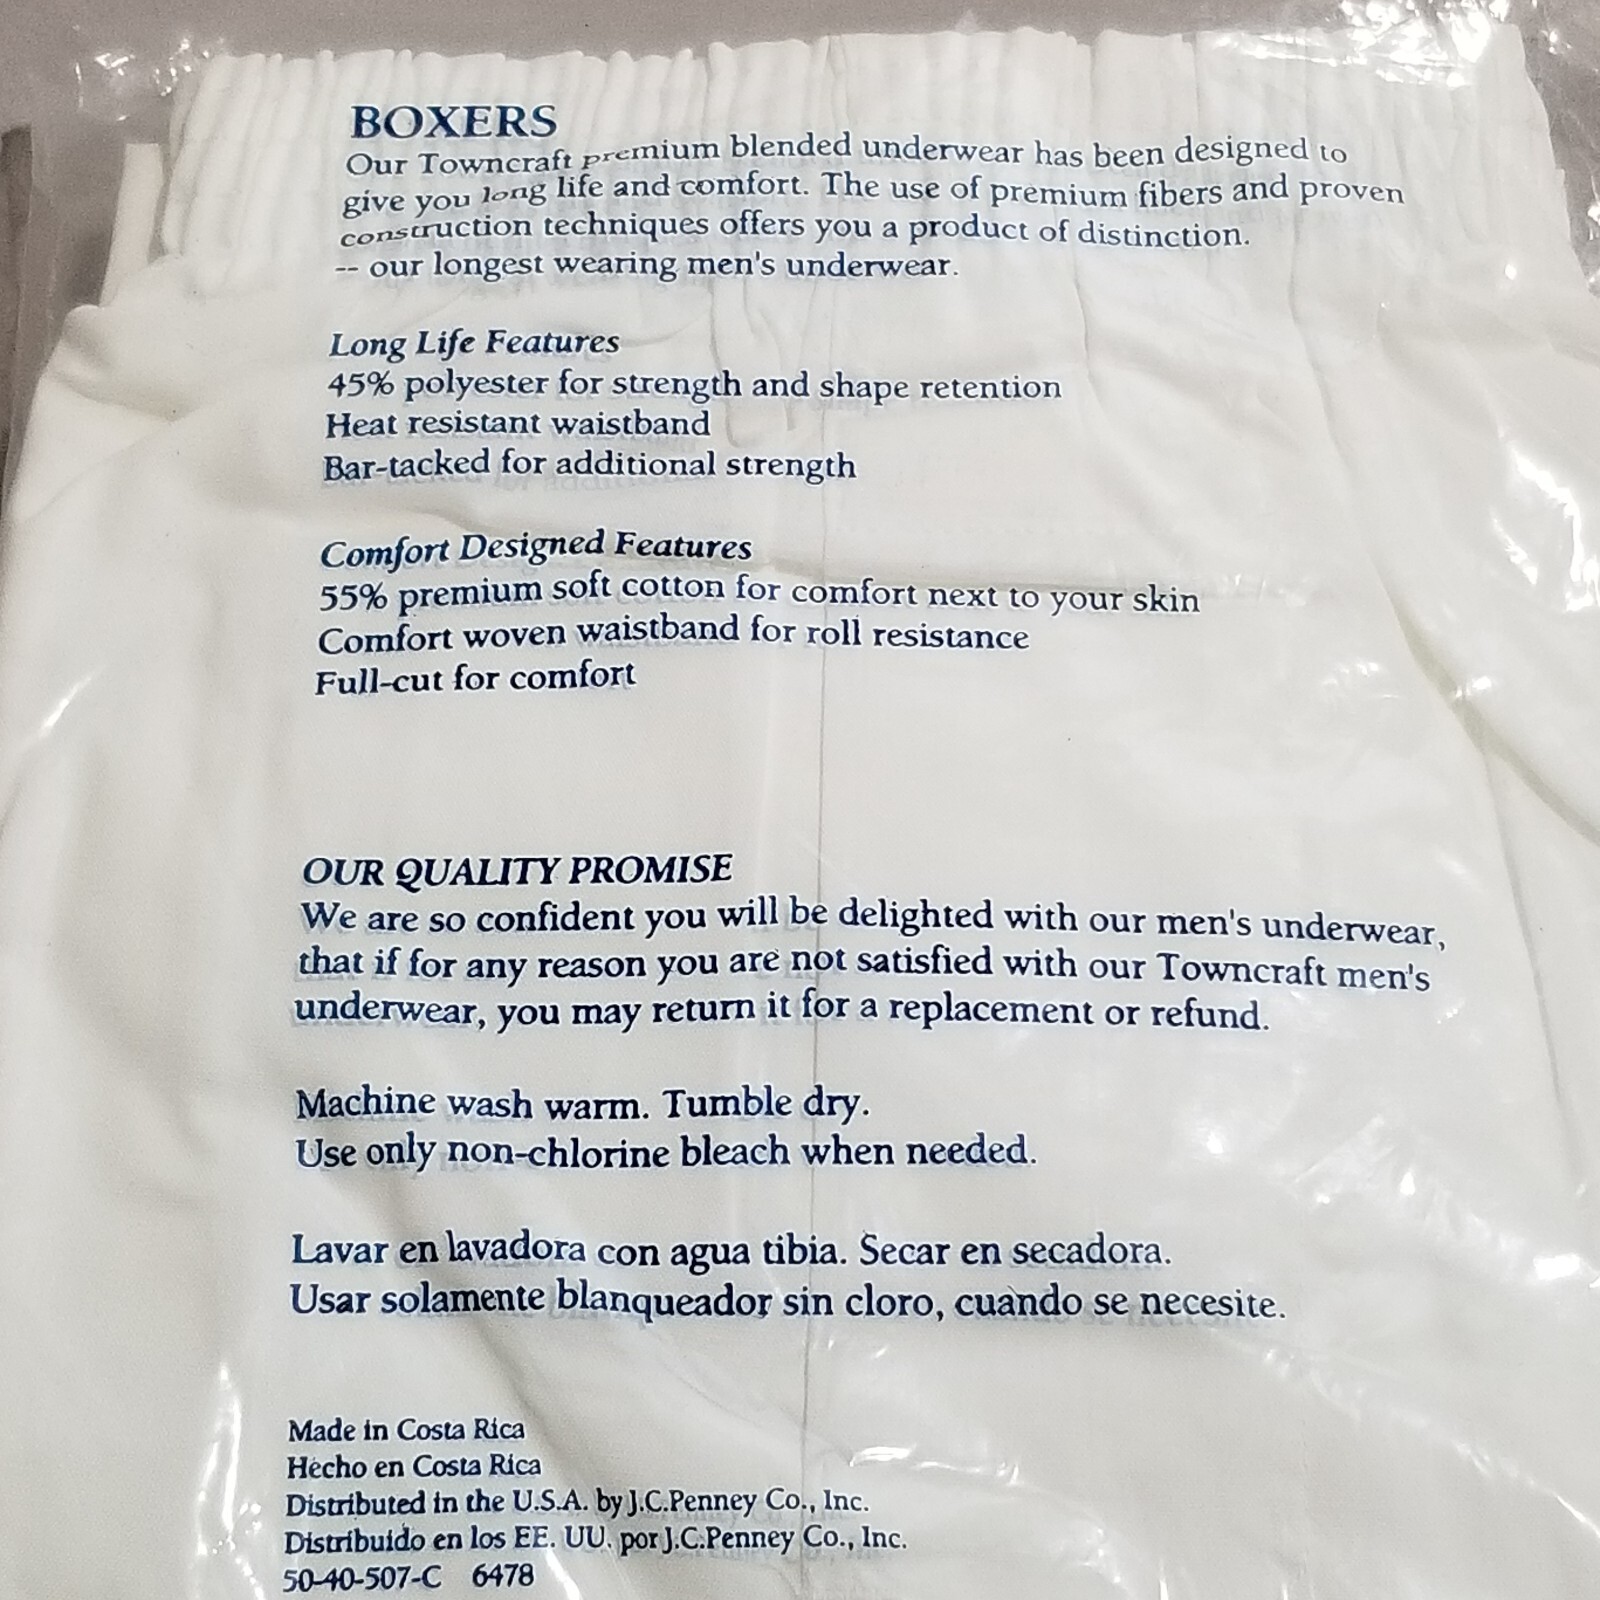 BOXERS
Our Towncraft premium blended underwear has been designed to
give you long life and comfort. The use of premium fibers and proven
construction techniques offers you a product of distinction.
-- our longest wearing men's underwear.
Long Life Features
45% polyester for strength and shape retention
Heat resistant waistband
Bar-tacked for additional strength
Comfort Designed Features
55% premium soft cotton for comfort next to your skin
Comfort woven waistband for roll resistance
Full-cut for comfort
OUR QUALITY PROMISE
We are so confident you will be delighted with our men's underwear,
that if for any reason you are not satisfied with our Towncraft men's
underwear, you may return it for a replacement or refund.
Machine wash warm. Tumble dry.
Use only non-chlorine bleach when needed.
Lavar en lavadora con agua tibia. Secar en secadora.
Usar solamente blanqueador sin cloro, cuando se necesite.
Made in Costa Rica
Hecho en Costa Rica
Distributed in the U.S.A. by J.C.Penney Co., Inc.
Distribuido en los EE. UU. por J.C.Penney Co., Inc.
50-40-507-C 6478